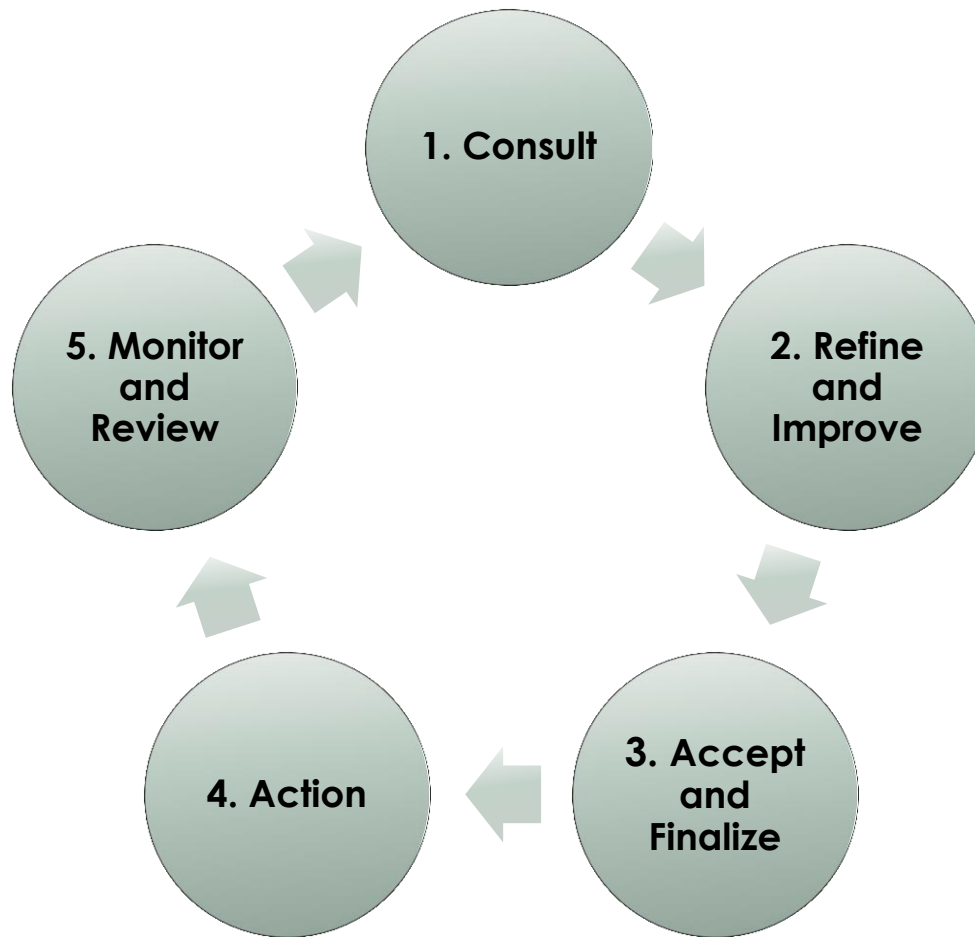 1. Consult
2. Refine
and
Improve
3. Accept
and
Finalize
4. Action
5. Monitor
and
Review